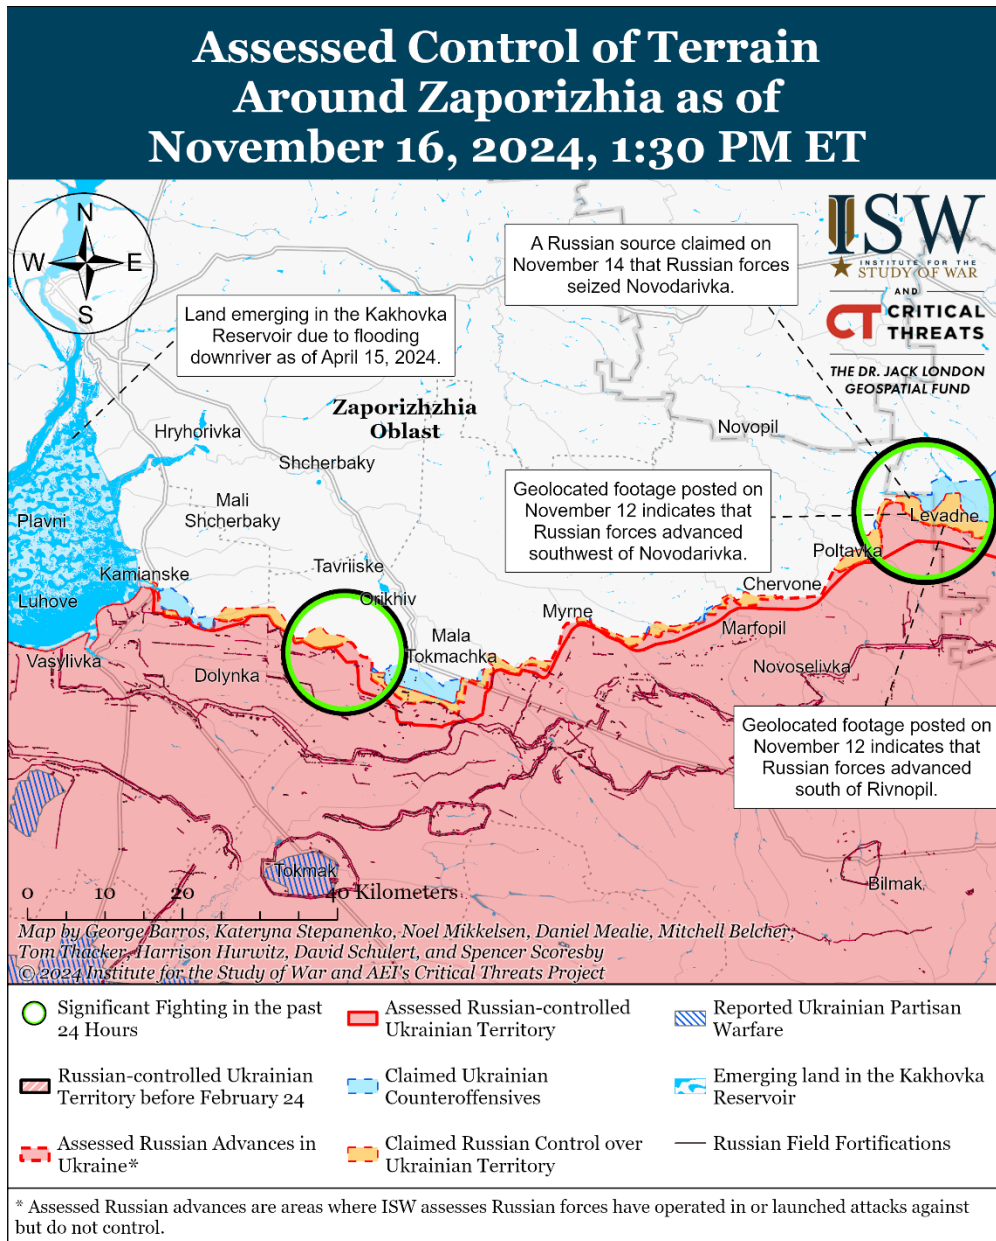 Assessed Control of Terrain
Around Zaporizhia as of
November 16, 2024, 1:30 PM ET
N
W
E
S
ISW
INSTITUTE FOR THE
STUDY OF WAR
AND
CT CRITICAL
THREATS
THE DR. JACK LONDON
GEOSPATIAL FUND
A Russian source claimed on
November 14 that Russian forces
seized Novodarivka.
Land emerging in the Kakhovka
Reservoir due to flooding
downriver as of April 15, 2024.
Zaporizhzhia
Oblast
Hryhorivka
Novopil
Shcherbaky
Geolocated footage posted on
November 12 indicates that
Russian forces advanced
southwest of Novodarivka.
Mali
Shcherbaky
Plavni
Levadne
Poltavka
Tavriiske
Kamianske
Chervone
Luhove
Orikhiv
Myrne
Mala
Tokmachka
Marfopil
Vasylivka
Dolynka
Novoselivka
Geolocated footage posted on
November 12 indicates that
Russian forces advanced
south of Rivnopil.
Tokmak
Bilmak
0 10 20 40 Kilometers
Map by George Barros, Kateryna Stepanenko, Noel Mikkelsen, Daniel Mealie, Mitchell Belcher,
Tom Thacker, Harrison Hurwitz, David Schulert, and Spencer Scoresby
© 2024 Institute for the Study of War and AEI's Critical Threats Project
Significant Fighting in the past
24 Hours
Assessed Russian-controlled
Ukrainian Territory
Reported Ukrainian Partisan
Warfare
Russian-controlled Ukrainian
Territory before February 24
Claimed Ukrainian
Counteroffensives
Emerging land in the Kakhovka
Reservoir
Assessed Russian Advances in
Ukraine*
Claimed Russian Control over
Ukrainian Territory
Russian Field Fortifications
* Assessed Russian advances are areas where ISW assesses Russian forces have operated in or launched attacks against
but do not control.